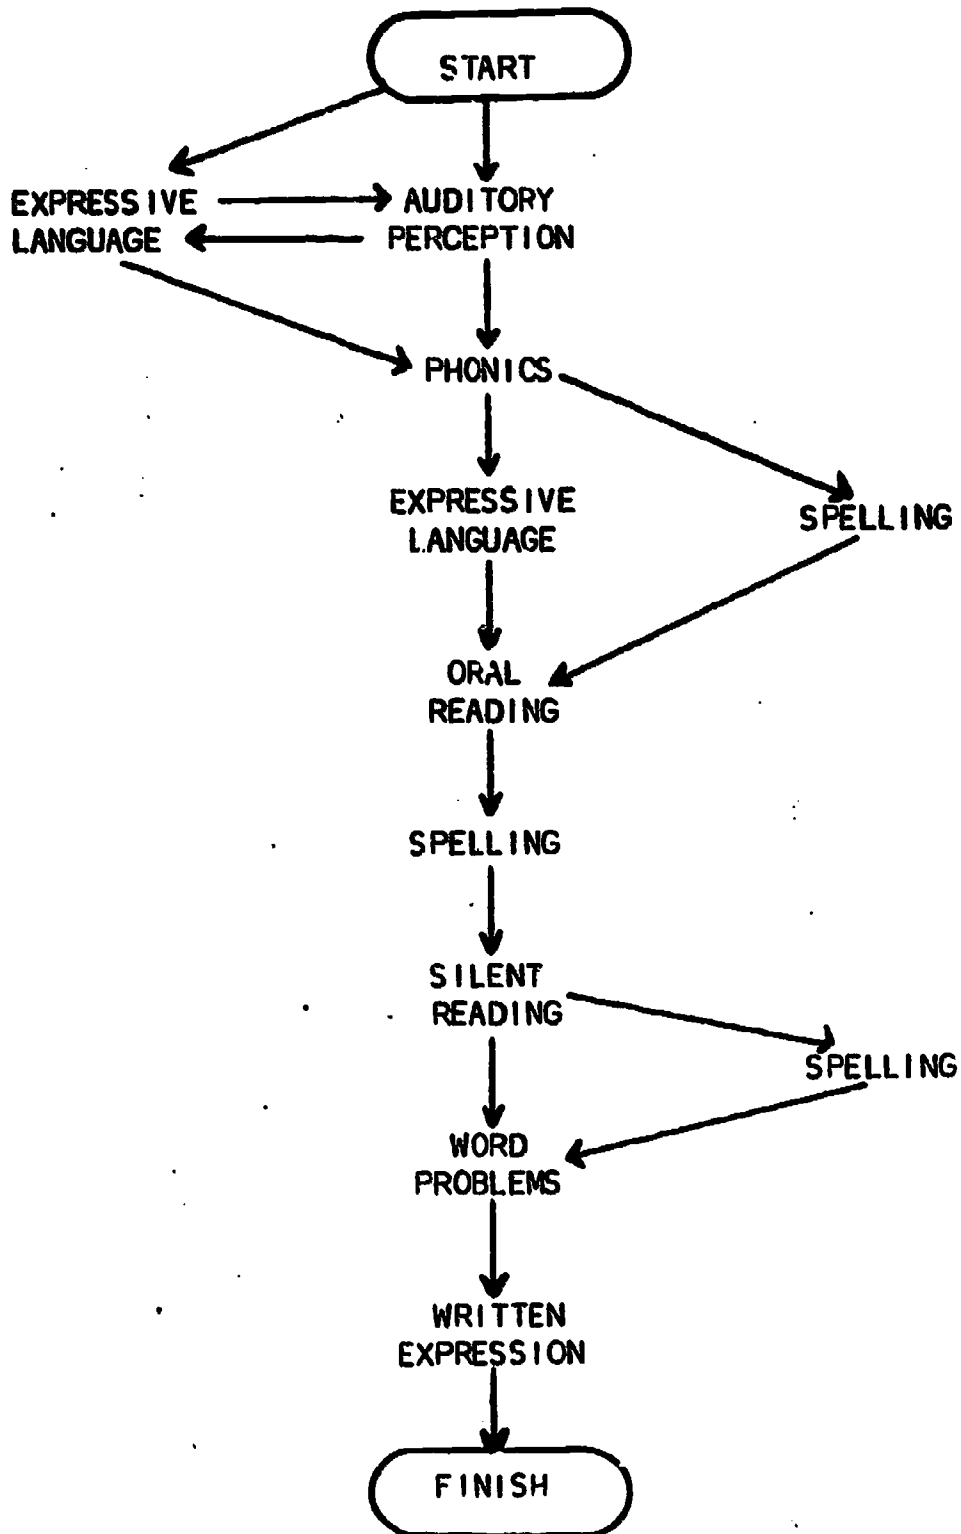 START
EXPRESSIVE
LANGUAGE
AUDITORY
PERCEPTION
PHONICS
EXPRESSIVE
LANGUAGE
SPELLING
ORAL
READING
SPELLING
SILENT
READING
SPELLING
WORD
PROBLEMS
WRITTEN
EXPRESSION
FINISH